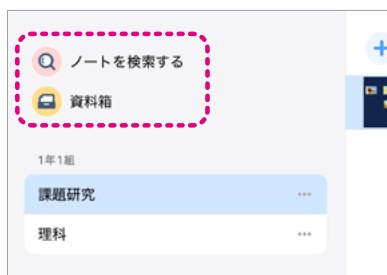 ノートを検索する
資料箱
1年1組
課題研究
理科